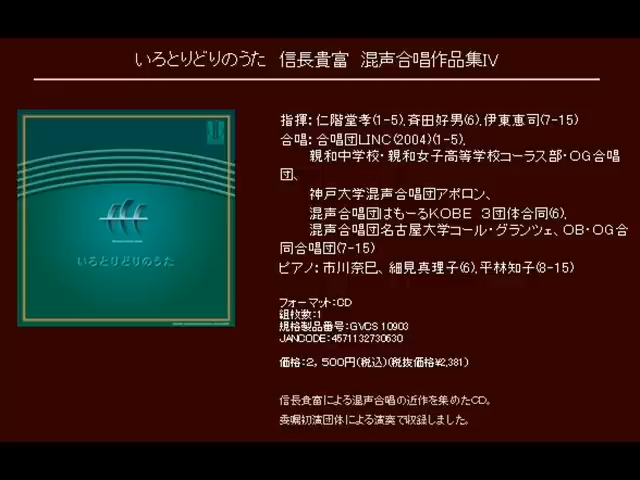 いろとりどりのうた 信長貴富 混声合唱作品集Ⅳ
いろとりどりのうた
指揮：仁階堂孝(1-5)、斉田好男(6)、伊東恵司(7-15)
合唱：合唱団LINC(2004)(1-5)、
親和中学校・親和女子高等学校コーラス部・ＯＧ合唱
団、
神戸大学混声合唱団アポロン、
混声合唱団はもーるＫＯＢＥ ３団体合同(6)、
混声合唱団名古屋大学コール・グランツェ、ＯＢ・ＯＧ合
同合唱団(7-15)
ピアノ：市川奈巳、細見真理子(6)、平林知子(8-15)
フォーマット：CD
組枚数：1
規格製品番号：GVCS 10903
JANCODE：4571132730630
価格：２，５００円(税込)(税抜価格¥2,381)
信長貴富による混声合唱の近作を集めたCD。
委嘱初演団体による演奏で収録しました。